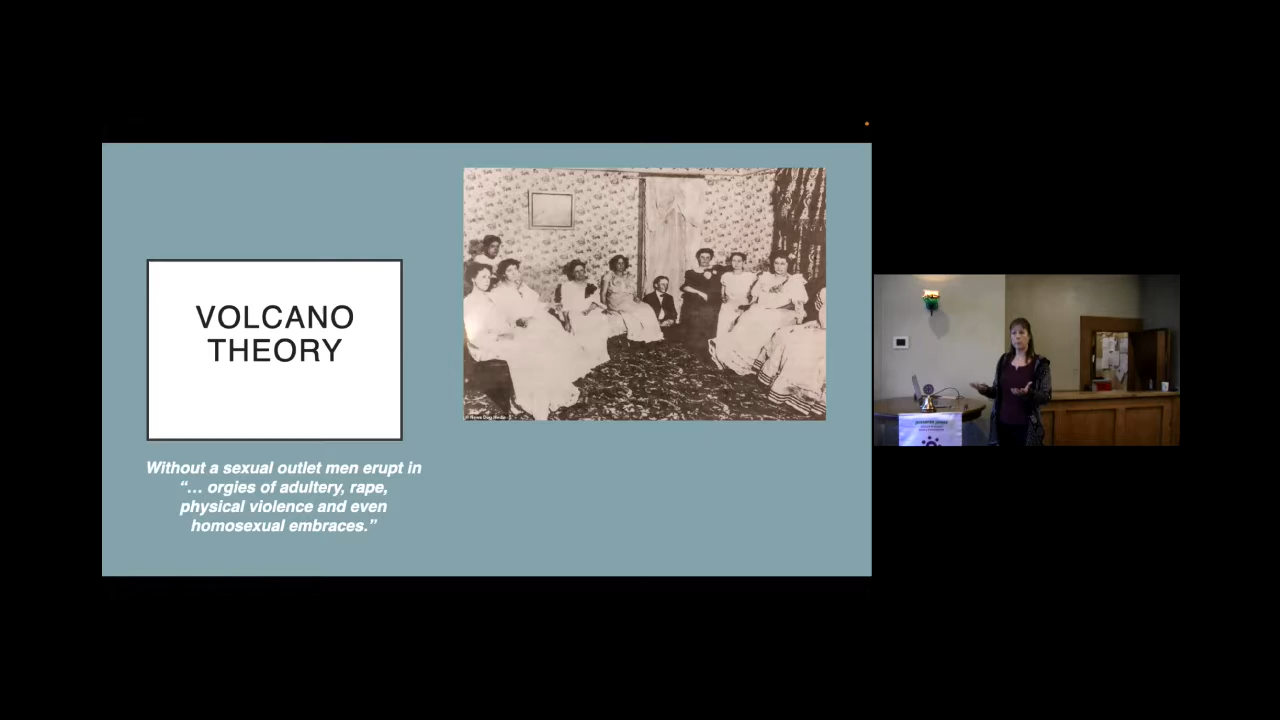 VOLCANO
THEORY
Without a sexual outlet men erupt in
“... orgies of adultery, rape,
physical violence and even
homosexual embraces.”